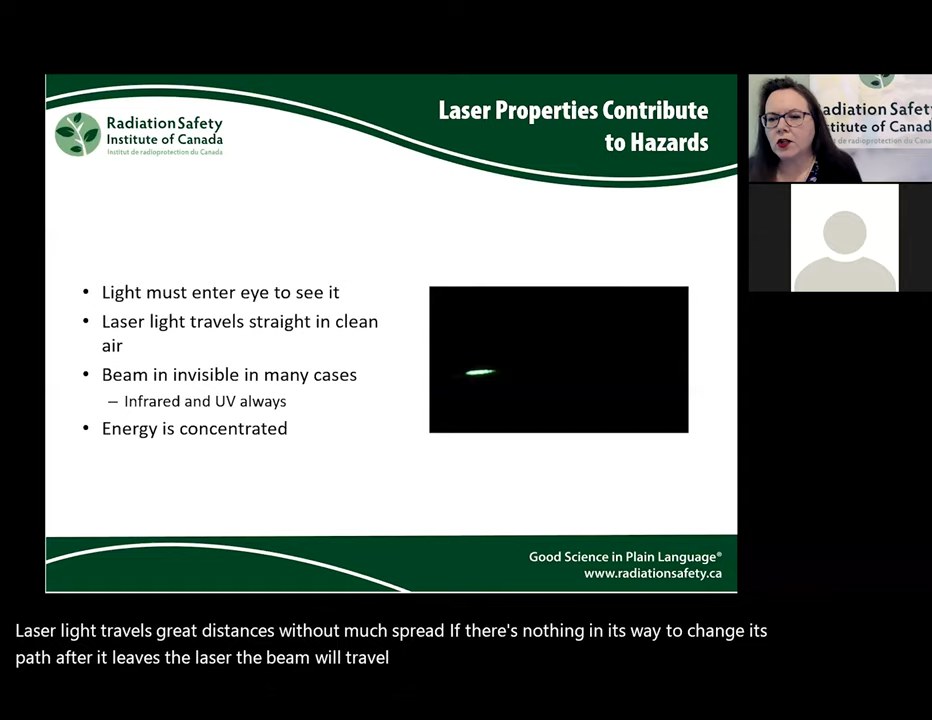 Laser Properties Contribute
to Hazards
Radiation Safety
Institute of Canada
Institut de radioprotection du Canada
• Light must enter eye to see it
• Laser light travels straight in clean
air
• Beam in invisible in many cases
– Infrared and UV always
• Energy is concentrated
Good Science in Plain Language®
www.radiationsafety.ca
adiation Safety
titute of Canad
t de radioprotection du Cana
Laser light travels great distances without much spread If there's nothing in its way to change its
path after it leaves the laser the beam will travel